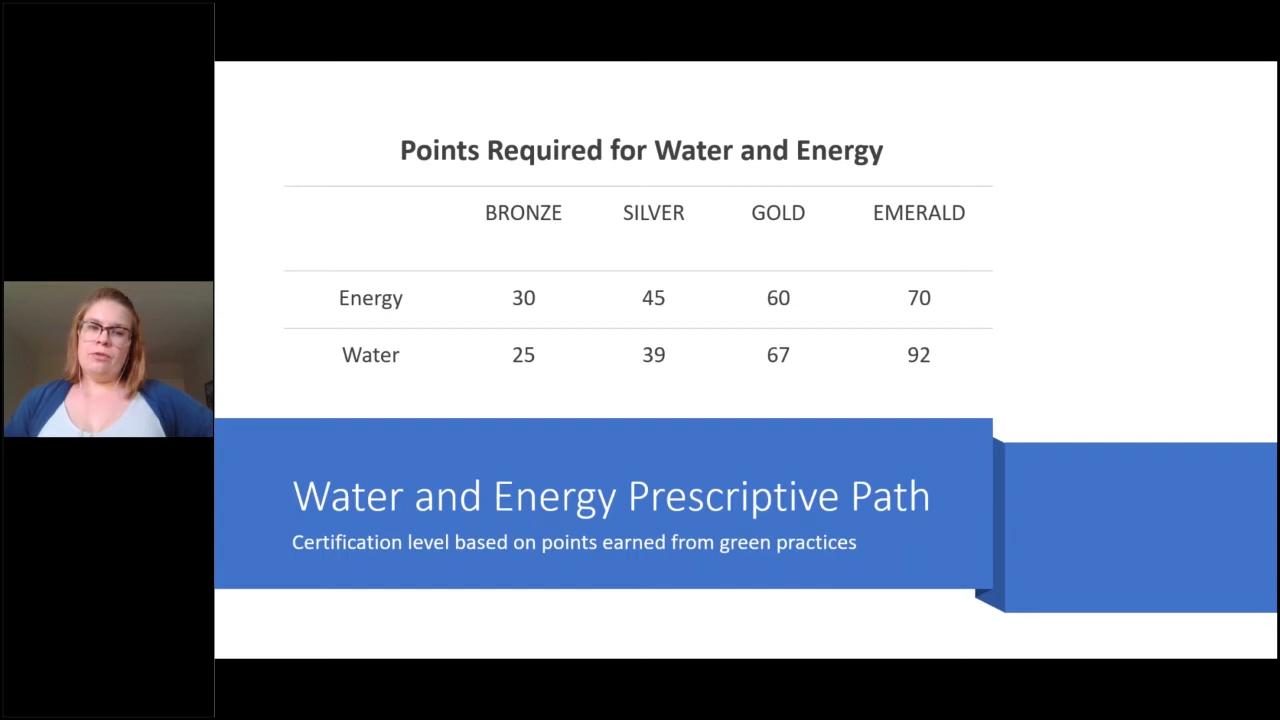 Points Required for Water and Energy
BRONZE SILVER GOLD EMERALD
Energy 30 45 60 70
Water 25 39 67 92
Water and Energy Prescriptive Path
Certification level based on points earned from green practices